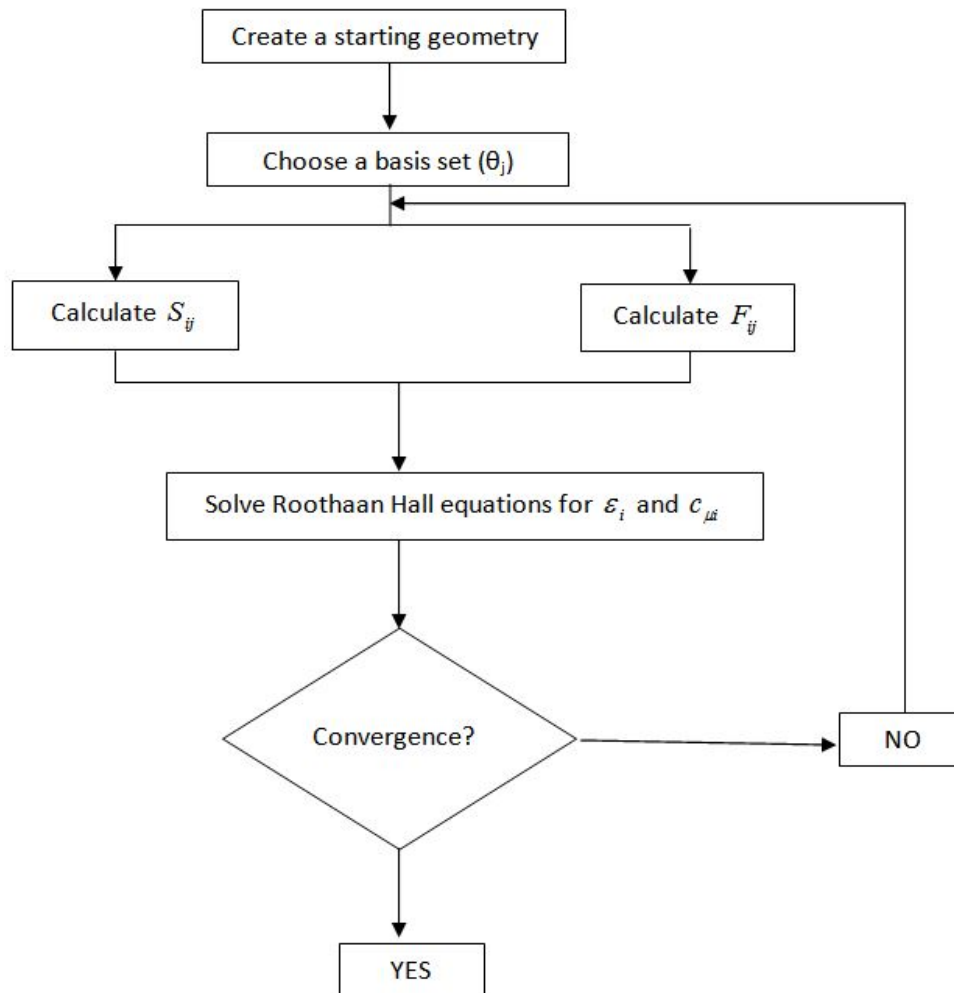 Create a starting geometry
Choose a basis set (θⱼ)
Calculate Sᵢⱼ
Calculate Fᵢⱼ
Solve Roothaan Hall equations for εᵢ and c_μi
Convergence?
NO
YES